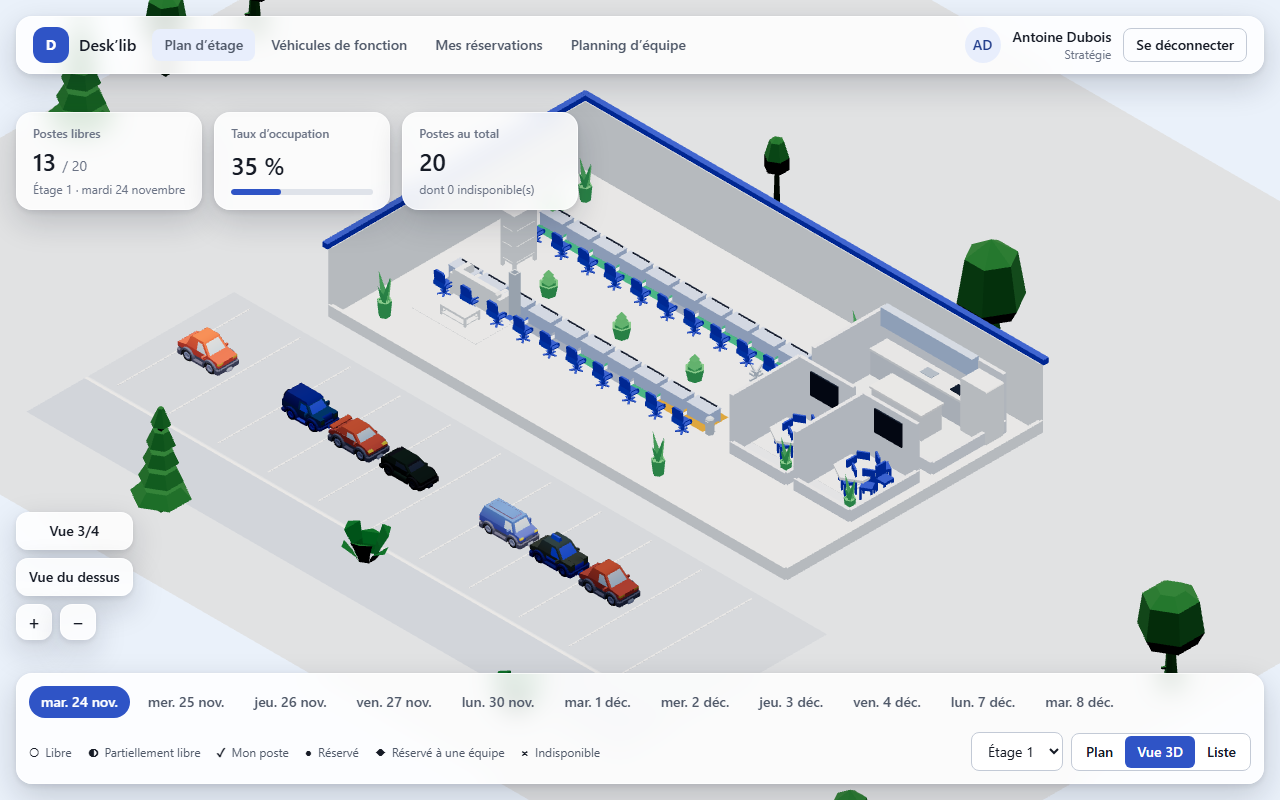 D Desk'lib Plan d'étage Véhicules de fonction Mes réservations Planning d'équipe AD Antoine Dubois Se déconnecter
Stratégie
Postes libres Taux d'occupation Postes au total
13 / 20 35 % 20
Étage 1 · mardi 24 novembre dont 0 indisponible(s)
Vue 3/4
Vue du dessus
+ −
mar. 24 nov. mer. 25 nov. jeu. 26 nov. ven. 27 nov. lun. 30 nov. mar. 1 déc. mer. 2 déc. jeu. 3 déc. ven. 4 déc. lun. 7 déc. mar. 8 déc.
Libre Partiellement libre Mon poste Réservé Réservé à une équipe Indisponible Étage 1 Plan Vue 3D Liste